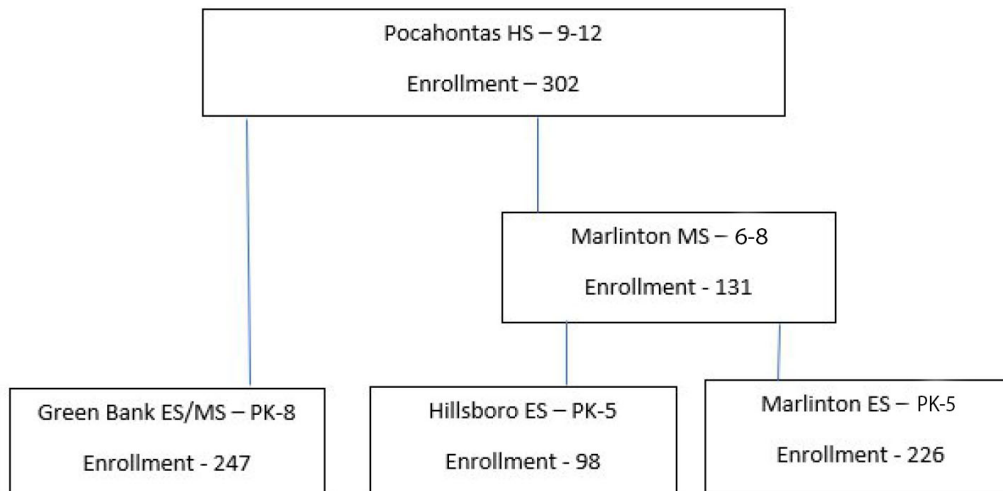 Pocahontas HS – 9-12
Enrollment – 302
Marlinton MS – 6-8
Enrollment - 131
Green Bank ES/MS – PK-8
Enrollment - 247
Hillsboro ES – PK-5
Enrollment - 98
Marlinton ES – PK-5
Enrollment - 226